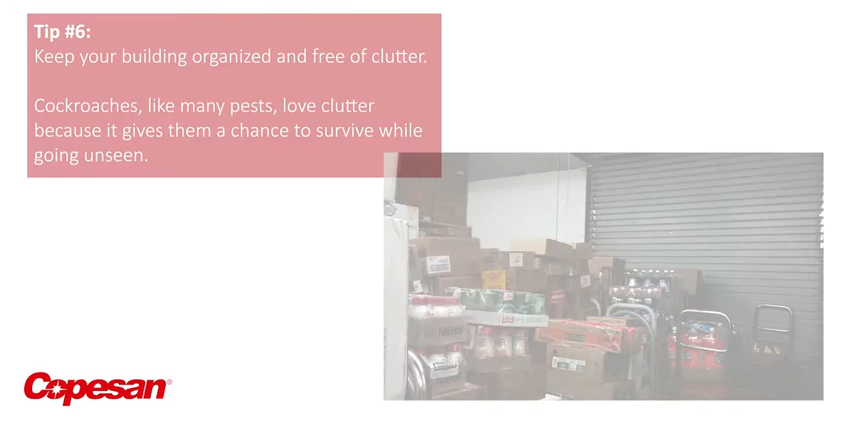 Tip #6:
Keep your building organized and free of clutter.
Cockroaches, like many pests, love clutter
because it gives them a chance to survive while
going unseen.
Copesan®